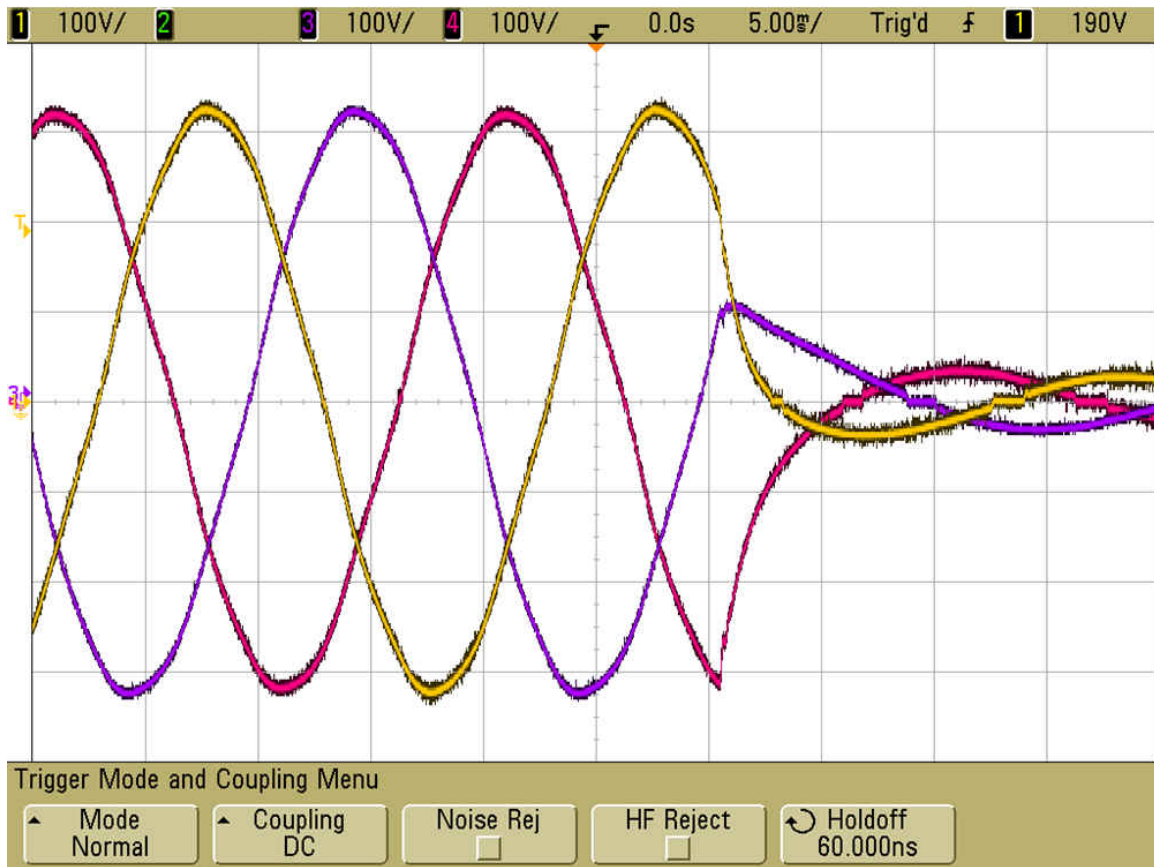 1 100V/ 2 3 100V/ 4 100V/ 0.0s 5.00ms/ Trig'd 1 190V
T
3
Trigger Mode and Coupling Menu
Mode Coupling Noise Rej HF Reject Holdoff
Normal DC 60.000ns